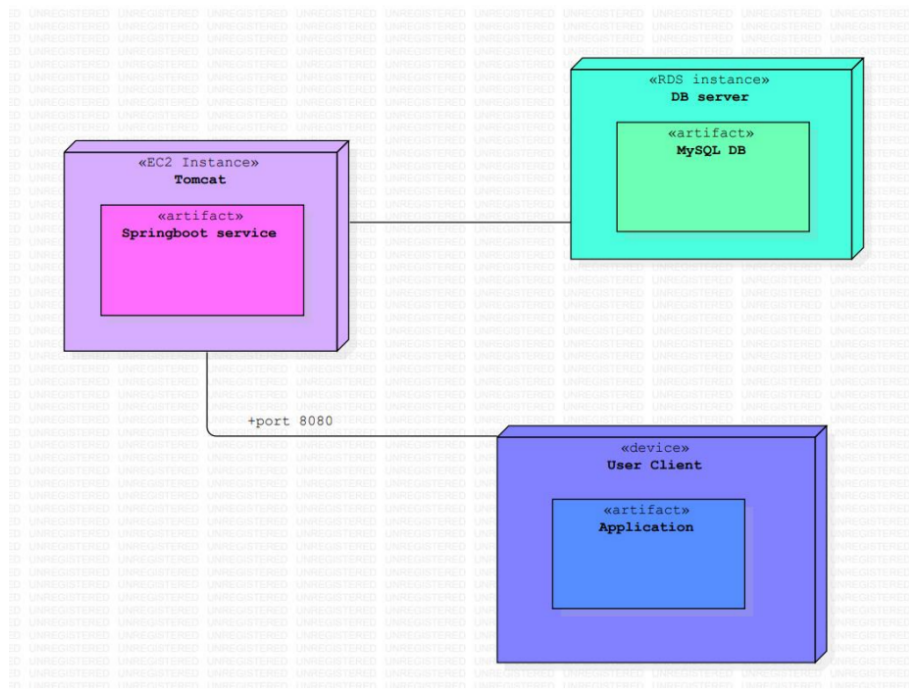 «RDS instance»
DB server
«artifact»
MySQL DB
«EC2 Instance»
Tomcat
«artifact»
Springboot service
+port 8080
«device»
User Client
«artifact»
Application